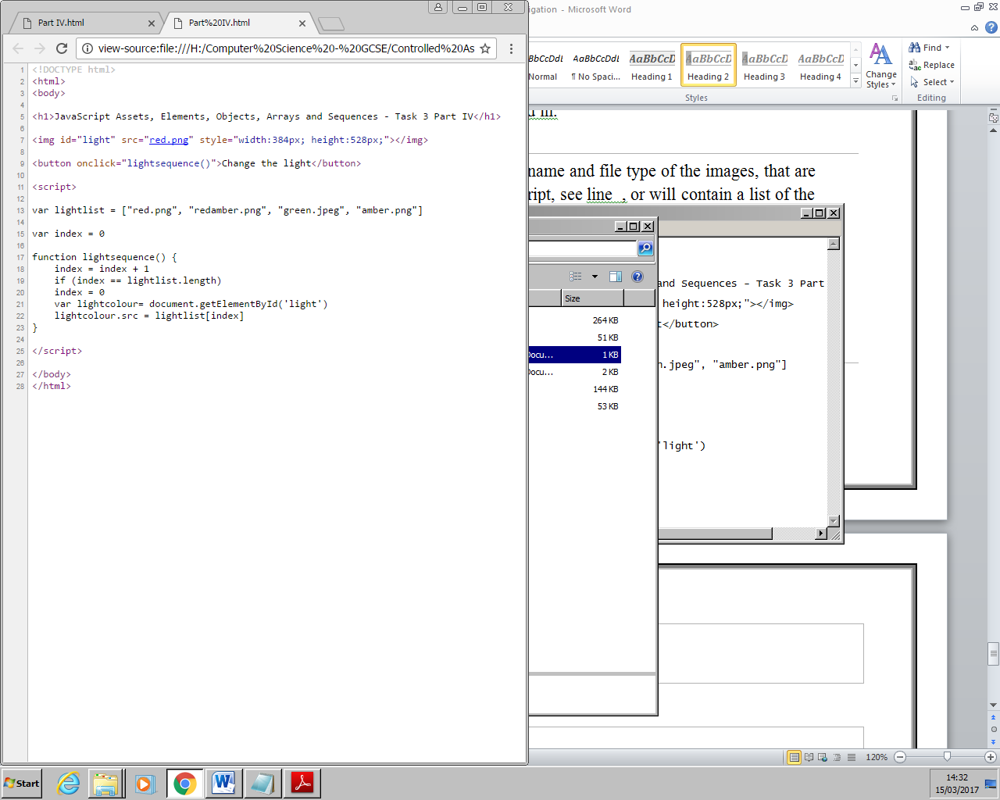 Part IV.html
Part%20IV.html
view-source:file:///H:/Computer%20Science%20-%20GCSE/Controlled%20As
1 <!DOCTYPE html>
2 <html>
3 <body>
4
5 <h1>JavaScript Assets, Elements, Objects, Arrays and Sequences - Task 3 Part IV</h1>
6
7 <img id="light" src="red.png" style="width:384px; height:528px;"></img>
8
9 <button onclick="lightsequence()">Change the light</button>
10
11 <script>
12
13 var lightlist = ["red.png", "redamber.png", "green.jpeg", "amber.png"]
14
15 var index = 0
16
17 function lightsequence() {
18     index = index + 1
19     if (index == lightlist.length)
20     index = 0
21     var lightcolour= document.getElementById('light')
22     lightcolour.src = lightlist[index]
23 }
24
25 </script>
26
27 </body>
28 </html>
igation - Microsoft Word
AaBbCcD AaBbCcD AaBbCcD AaBbCcD
Normal ¶ No Spaci... Heading 1 Heading 2 Heading 3 Heading 4
Change Styles
Styles
Find
Replace
Select
Editing
name and file type of the images, that are
ript, see line , or will contain a list of the
Size
264 KB
51 KB
Docu... 1 KB
Docu... 2 KB
144 KB
53 KB
and Sequences - Task 3 Part
height:528px;"></img>
t</button>
n.jpeg", "amber.png"]
'light')
120%
Start
14:32
15/03/2017